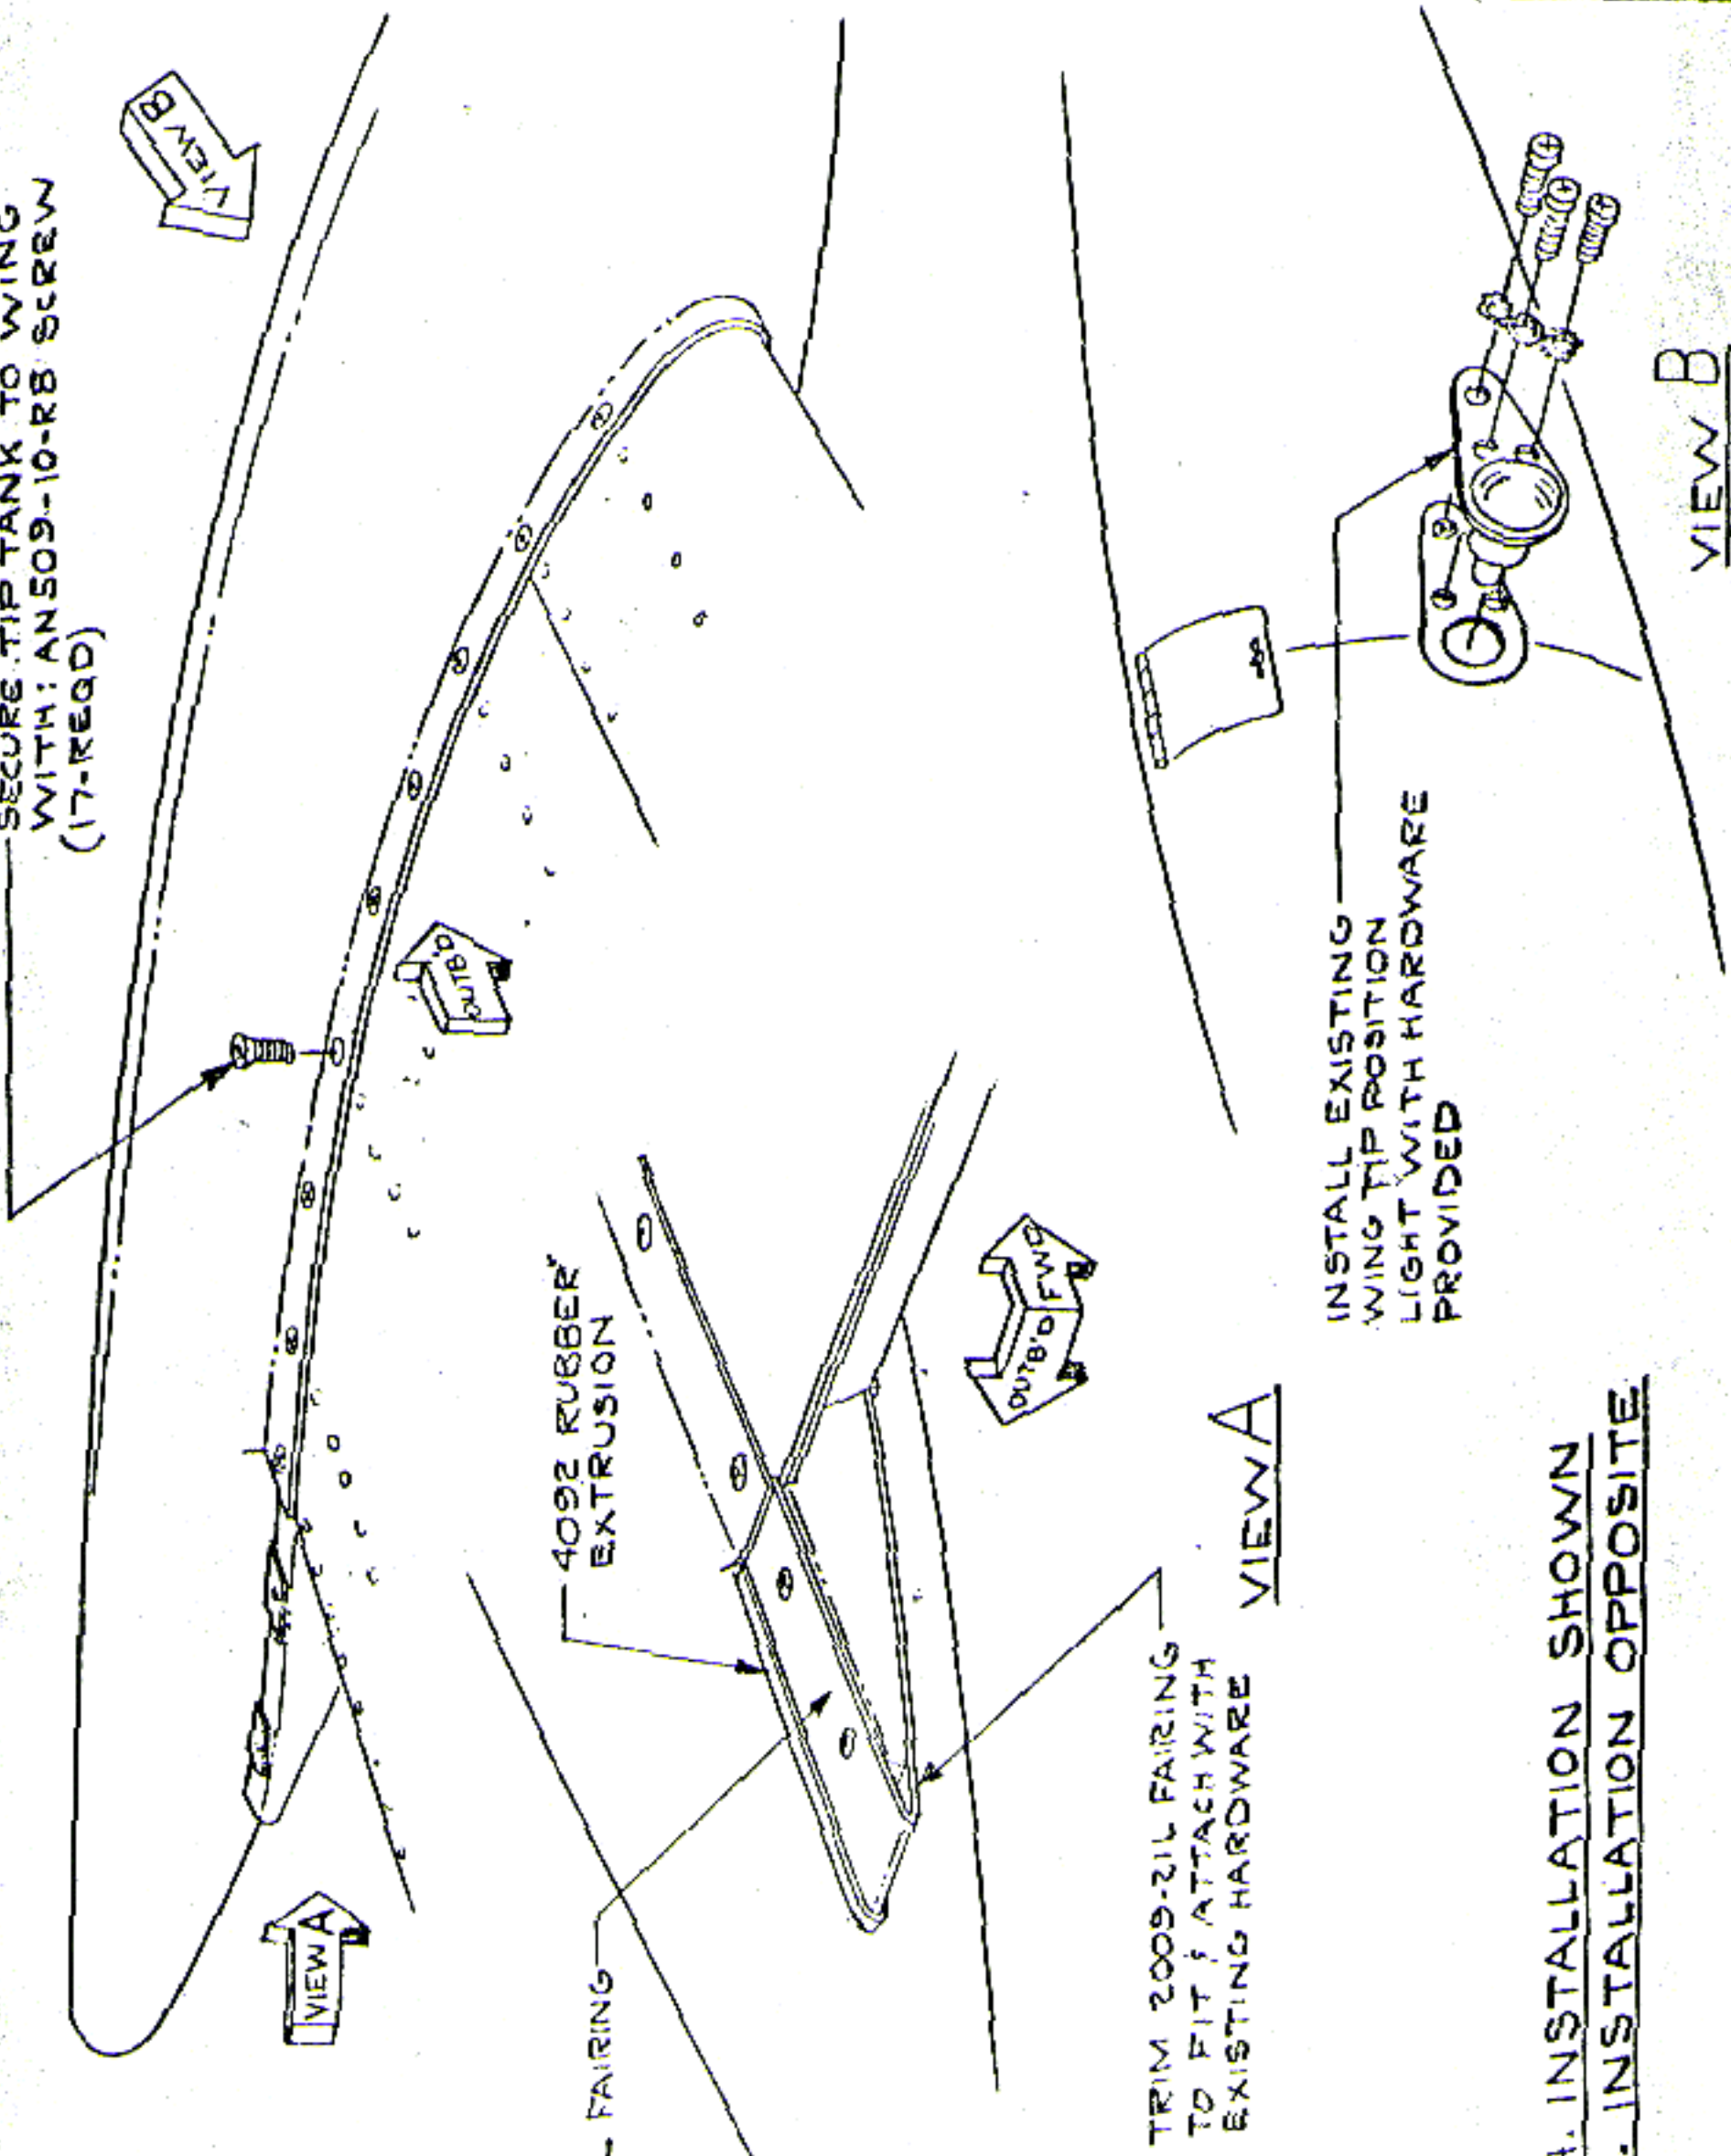 SECURE TIP TANK TO WING
WITH: AN509-10-R8 SCREW
(17-REQD)
VIEW B
OUTB'D
VIEW A
4092 RUBBER
EXTRUSION
FAIRING
OUTB'D
FWD
TRIM 2009-21L FAIRING
TO FIT & ATTACH WITH
EXISTING HARDWARE
VIEW A
INSTALL EXISTING
WING TIP POSITION
LIGHT WITH HARDWARE
PROVIDED
VIEW B
INSTALLATION SHOWN
INSTALLATION OPPOSITE